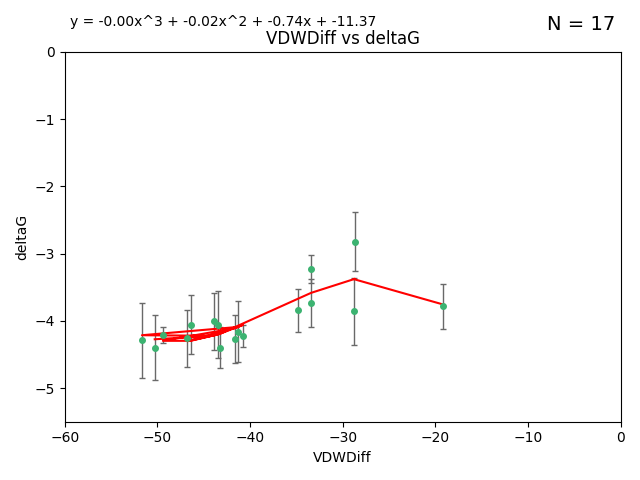 y = -0.00x^3 + -0.02x^2 + -0.74x + -11.37
N = 17
VDWDiff vs deltaG
0
−1
−2
−3
−4
−5
deltaG
−60 −50 −40 −30 −20 −10 0
VDWDiff